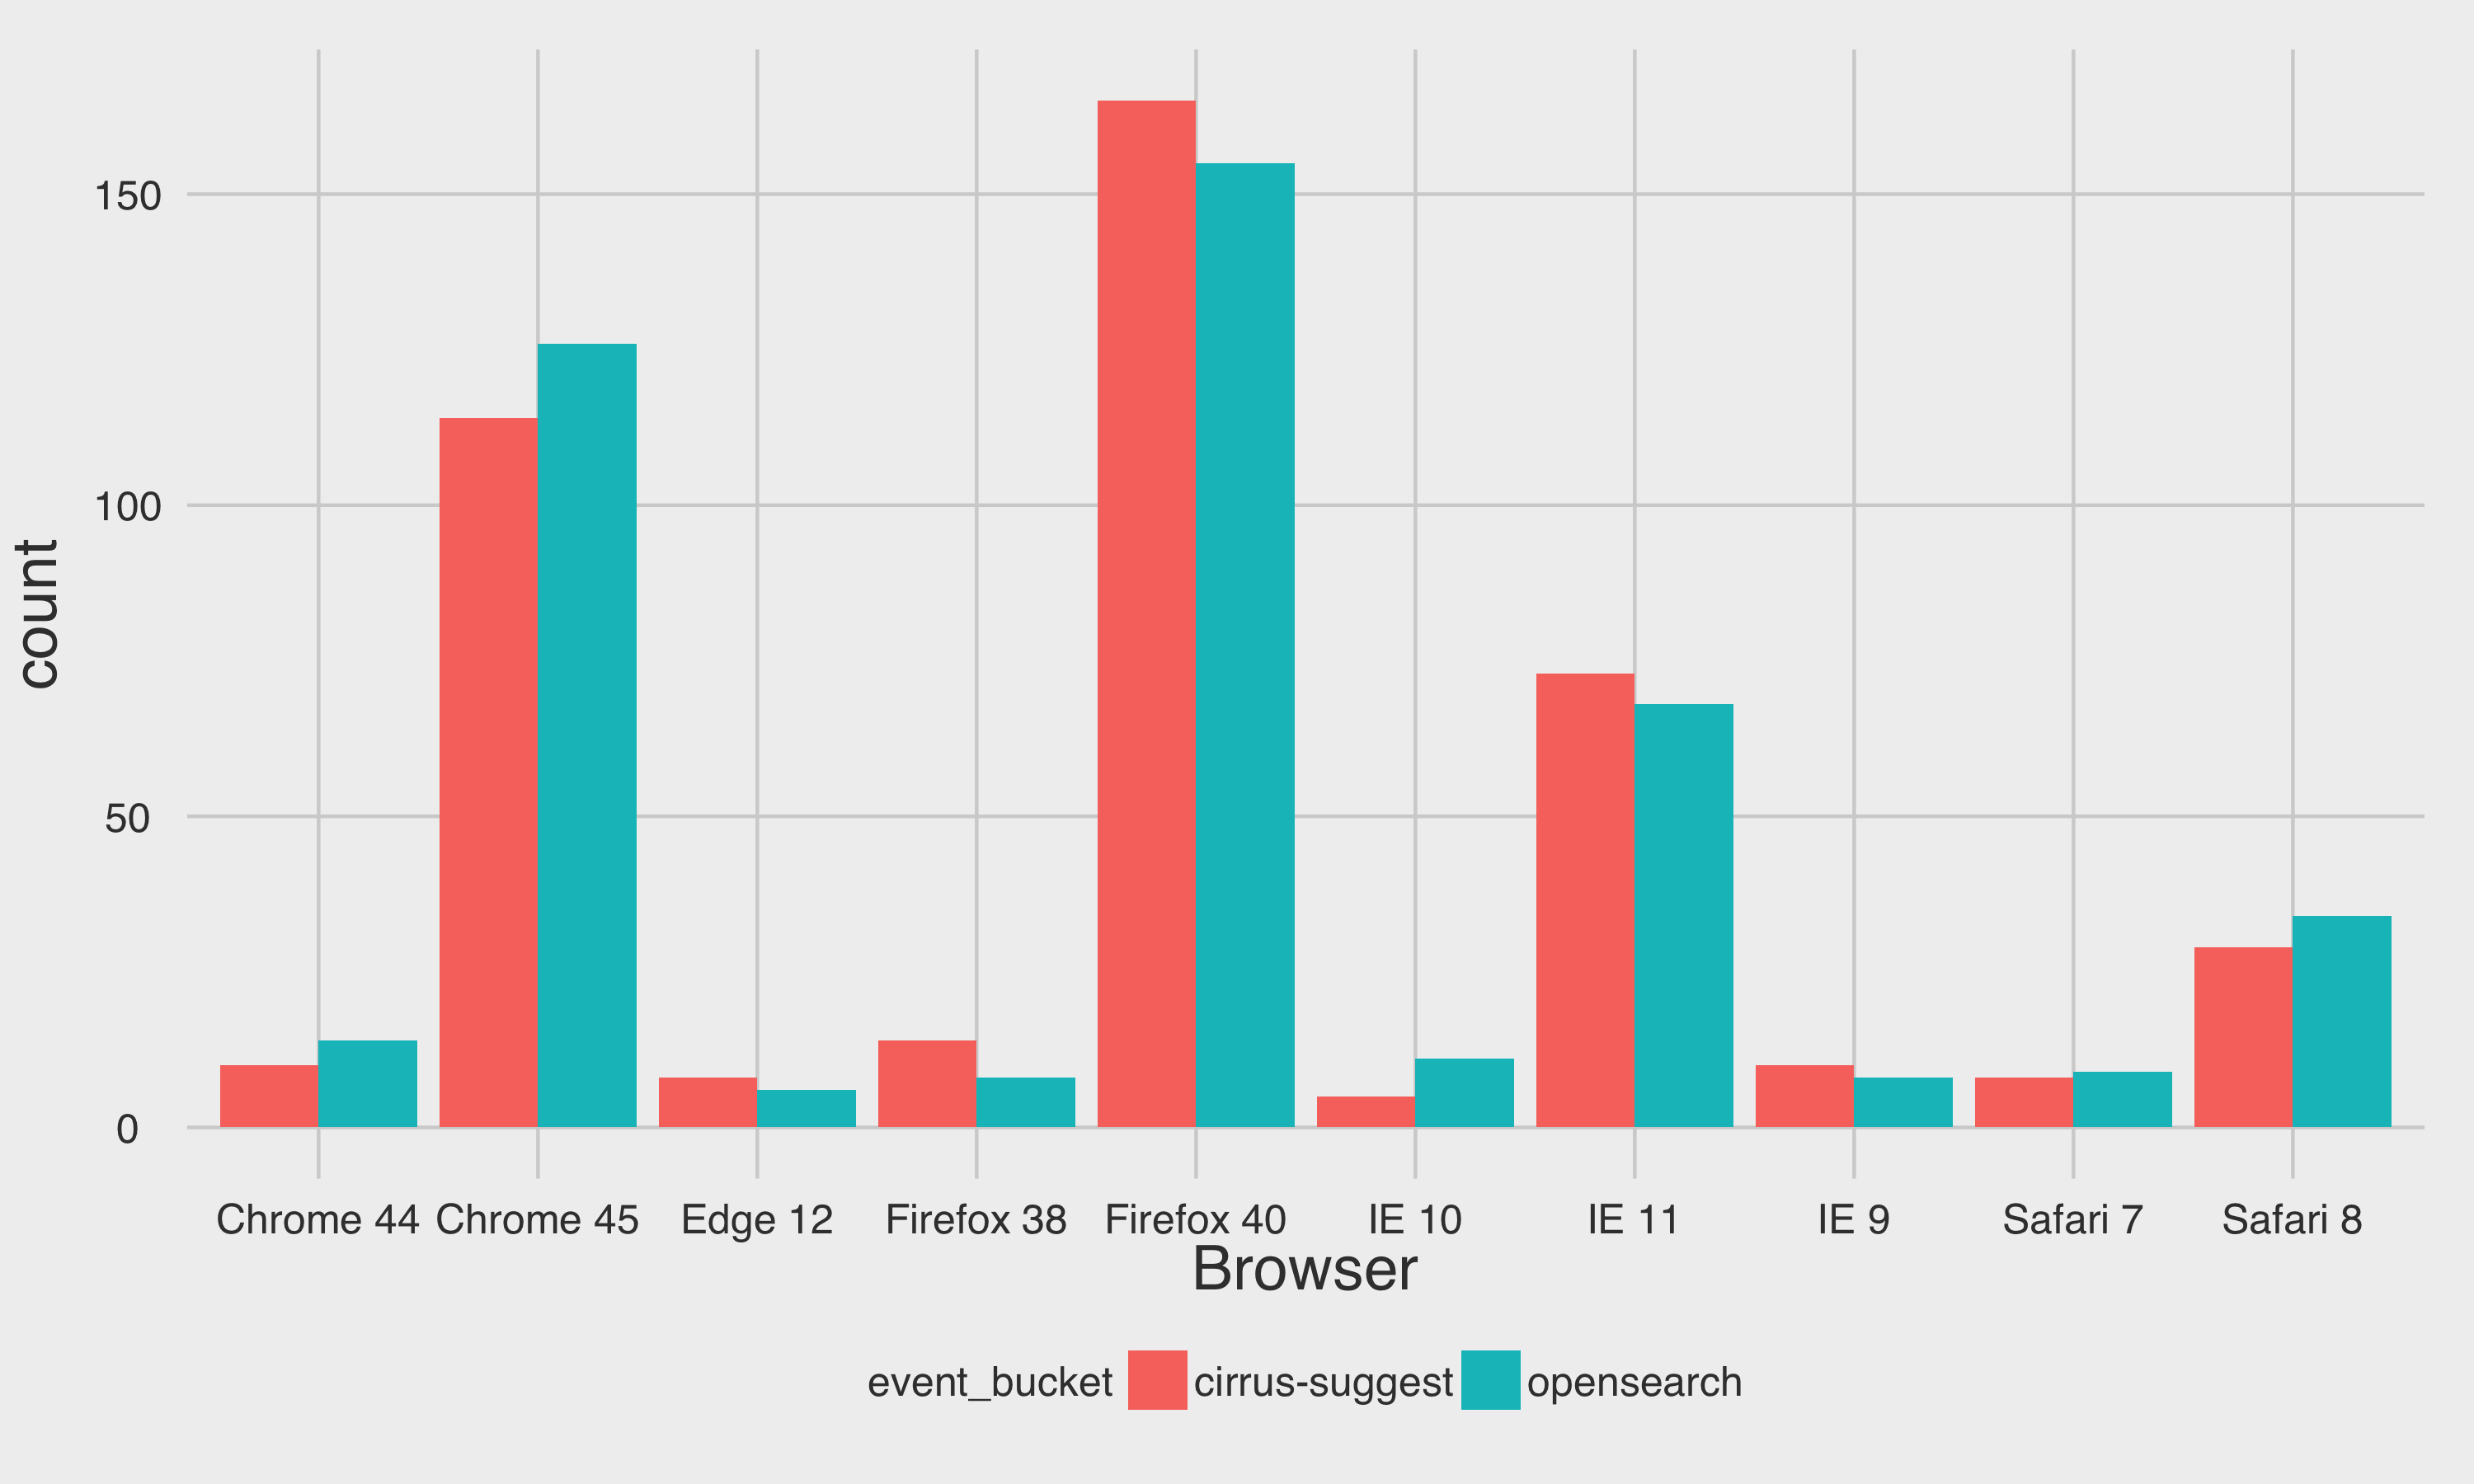 150
100
50
0
count
Chrome 44 Chrome 45 Edge 12 Firefox 38 Firefox 40 IE 10 IE 11 IE 9 Safari 7 Safari 8
Browser
event_bucket cirrus-suggest opensearch